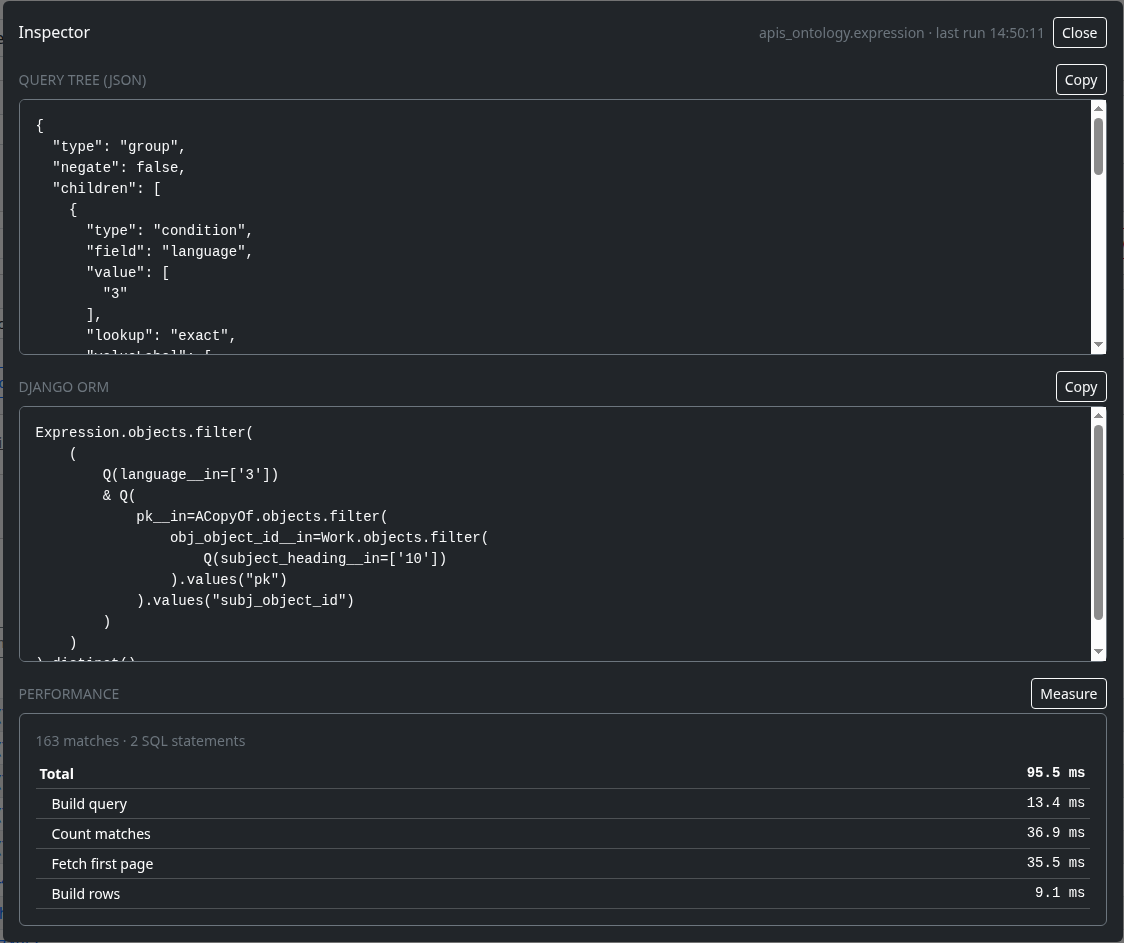 Inspector
apis_ontology.expression · last run 14:50:11
Close
QUERY TREE (JSON)
Copy
{
  "type": "group",
  "negate": false,
  "children": [
    {
      "type": "condition",
      "field": "language",
      "value": [
        "3"
      ],
      "lookup": "exact",
      "valueLabel": [
DJANGO ORM
Copy
Expression.objects.filter(
    (
        Q(language__in=['3'])
        & Q(
            pk__in=ACopyOf.objects.filter(
                obj_object_id__in=Work.objects.filter(
                    Q(subject_heading__in=['10'])
                ).values("pk")
            ).values("subj_object_id")
        )
    )
).distinct()
PERFORMANCE
Measure
163 matches · 2 SQL statements
Total 95.5 ms
Build query 13.4 ms
Count matches 36.9 ms
Fetch first page 35.5 ms
Build rows 9.1 ms